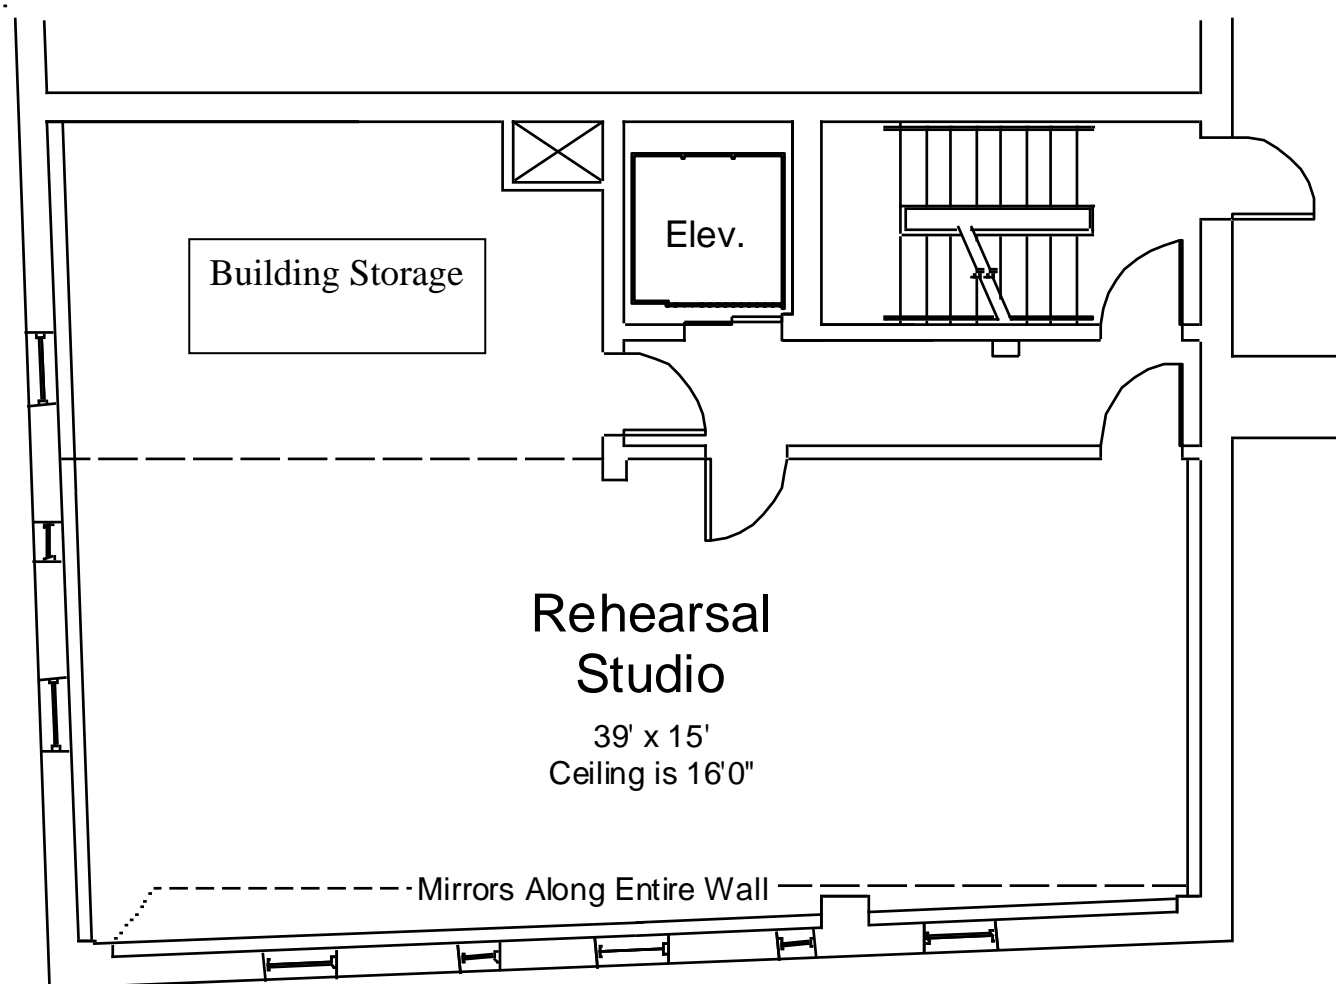 Elev.
Building Storage
Rehearsal
Studio
39' x 15'
Ceiling is 16'0"
Mirrors Along Entire Wall